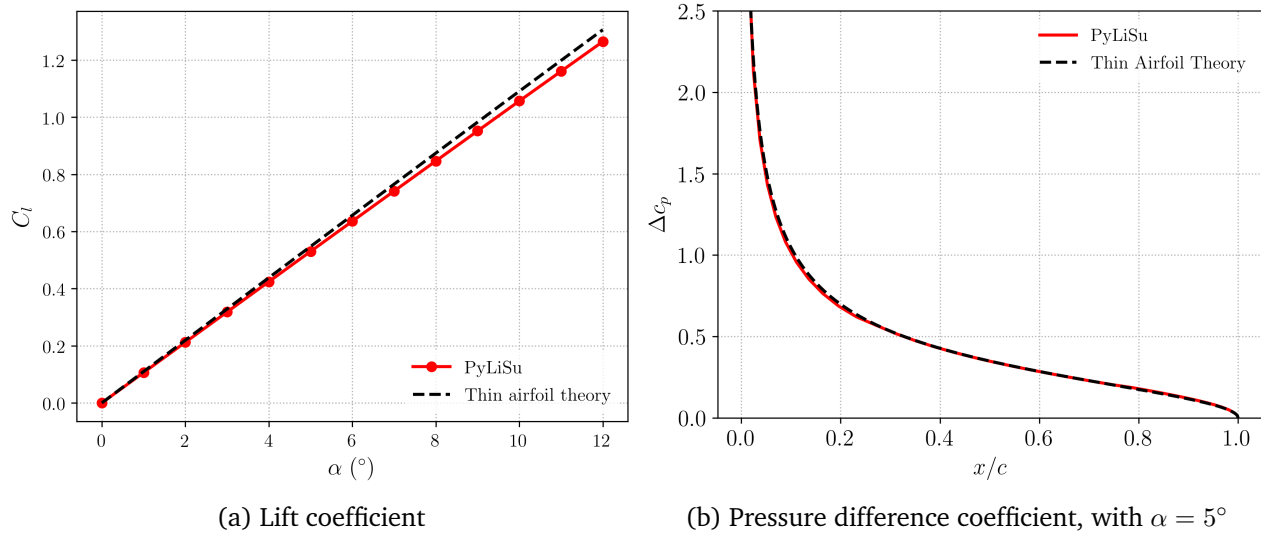 1.2
1.0
0.8
0.6
0.4
0.2
0.0
C_l
0 2 4 6 8 10 12
α (°)
PyLiSu
Thin airfoil theory
(a) Lift coefficient
2.5
2.0
1.5
1.0
0.5
0.0
Δc_p
0.0 0.2 0.4 0.6 0.8 1.0
x/c
PyLiSu
Thin Airfoil Theory
(b) Pressure difference coefficient, with α = 5°